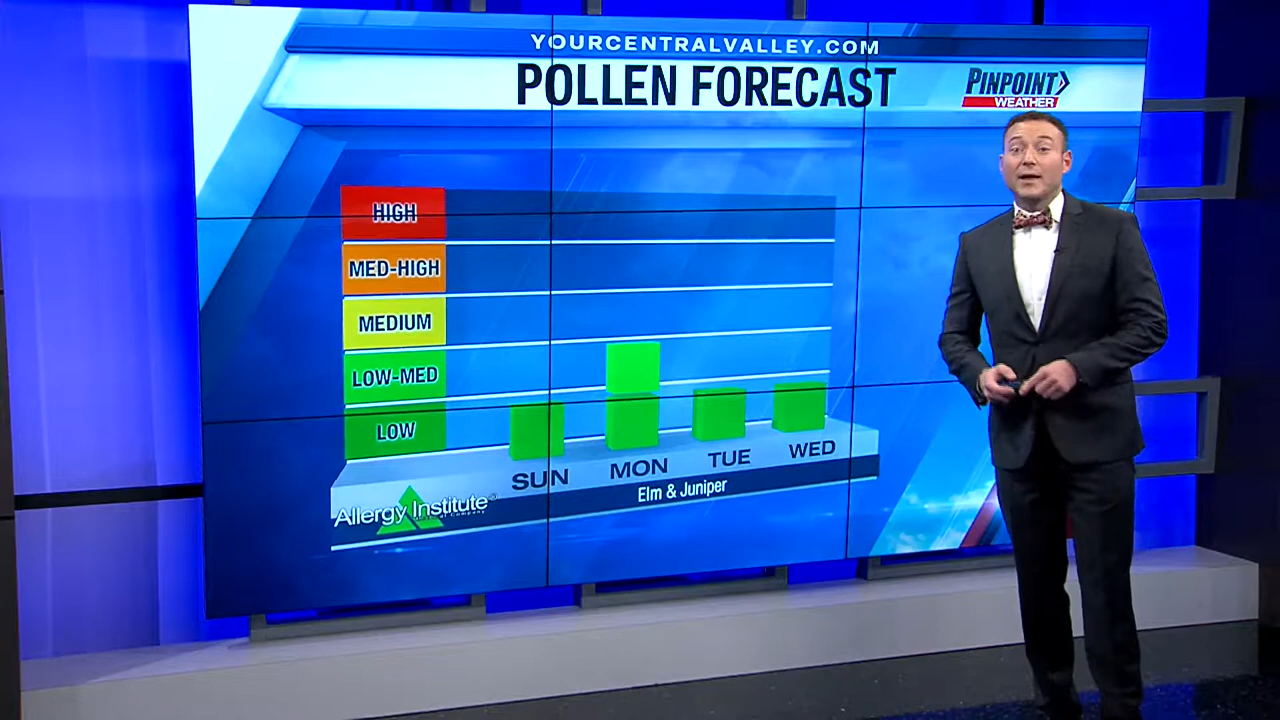 YOURCENTRALVALLEY.COM
POLLEN FORECAST
PINPOINT
WEATHER
HIGH
MED-HIGH
MEDIUM
LOW-MED
LOW
SUN MON TUE WED
Elm & Juniper
Allergy Institute